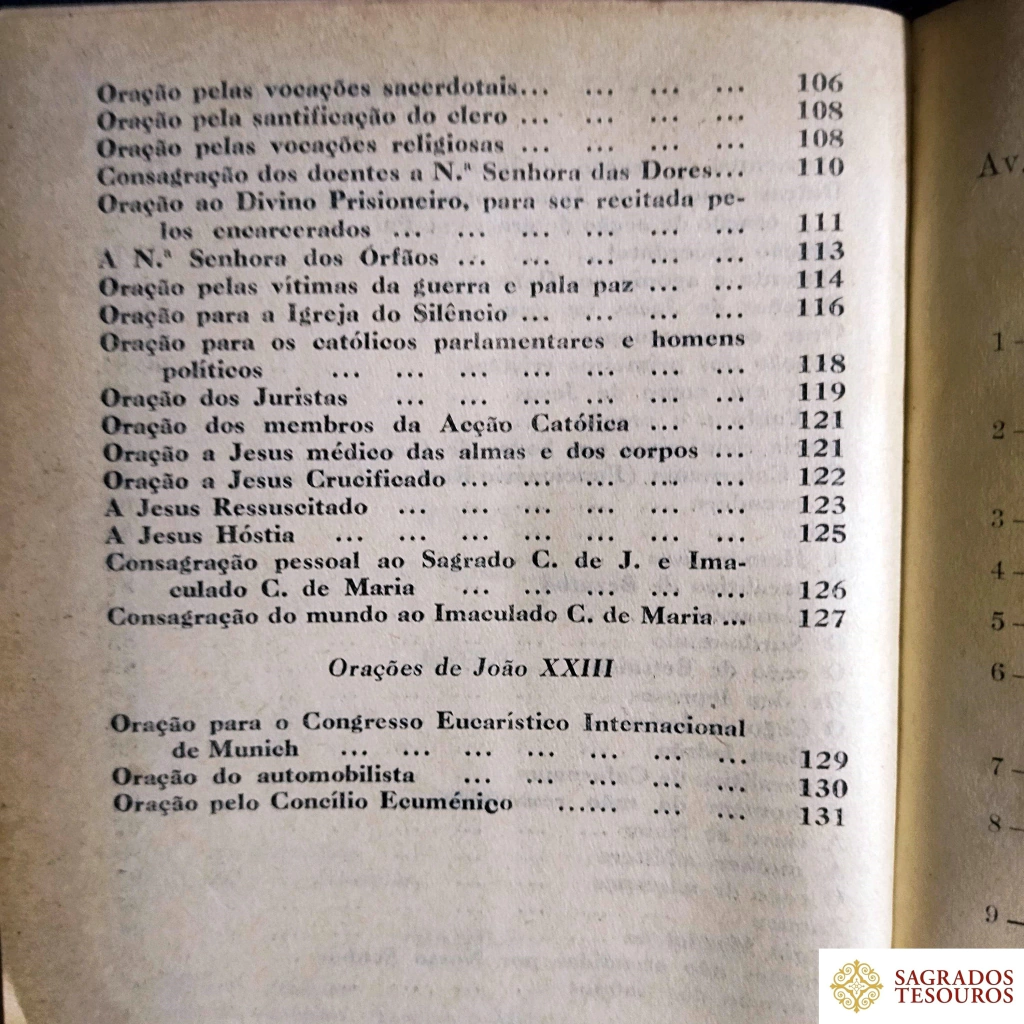 Oração pelas vocações sacerdotais... ... ... ... 106
Oração pela santificação do clero ... ... ... ... 108
Oração pelas vocações religiosas ... ... ... ... 108
Consagração dos doentes a N.ª Senhora das Dores... 110
Oração ao Divino Prisioneiro, para ser recitada pe-
los encarcerados ... ... ... ... ... ... 111
A N.ª Senhora dos Órfãos ... ... ... ... ... 113
Oração pelas vítimas da guerra e pala paz ... ... 114
Oração para a Igreja do Silêncio ... ... ... ... 116
Oração para os católicos parlamentares e homens
políticos ... ... ... ... ... ... ... 118
Oração dos Juristas ... ... ... ... ... ... 119
Oração dos membros da Acção Católica ... ... 121
Oração a Jesus médico das almas e dos corpos ... 121
Oração a Jesus Crucificado ... ... ... ... ... 122
A Jesus Ressuscitado ... ... ... ... ... ... 123
A Jesus Hóstia ... ... ... ... ... ... ... 125
Consagração pessoal ao Sagrado C. de J. e Ima-
culado C. de Maria ... ... ... ... ... 126
Consagração do mundo ao Imaculado C. de Maria ... 127
Orações de João XXIII
Oração para o Congresso Eucarístico Internacional
de Munich ... ... ... ... ... ... ... 129
Oração do automobilista ... ... ... ... ... 130
Oração pelo Concílio Ecuménico ...... ... ... 131
Av.
1 -
2 -
3 -
4 -
5 -
6 -
7 -
8 -
9 -
SAGRADOS
TESOUROS